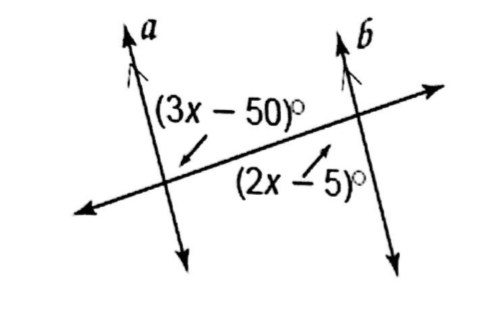 a b
(3x – 50)°
(2x – 5)°